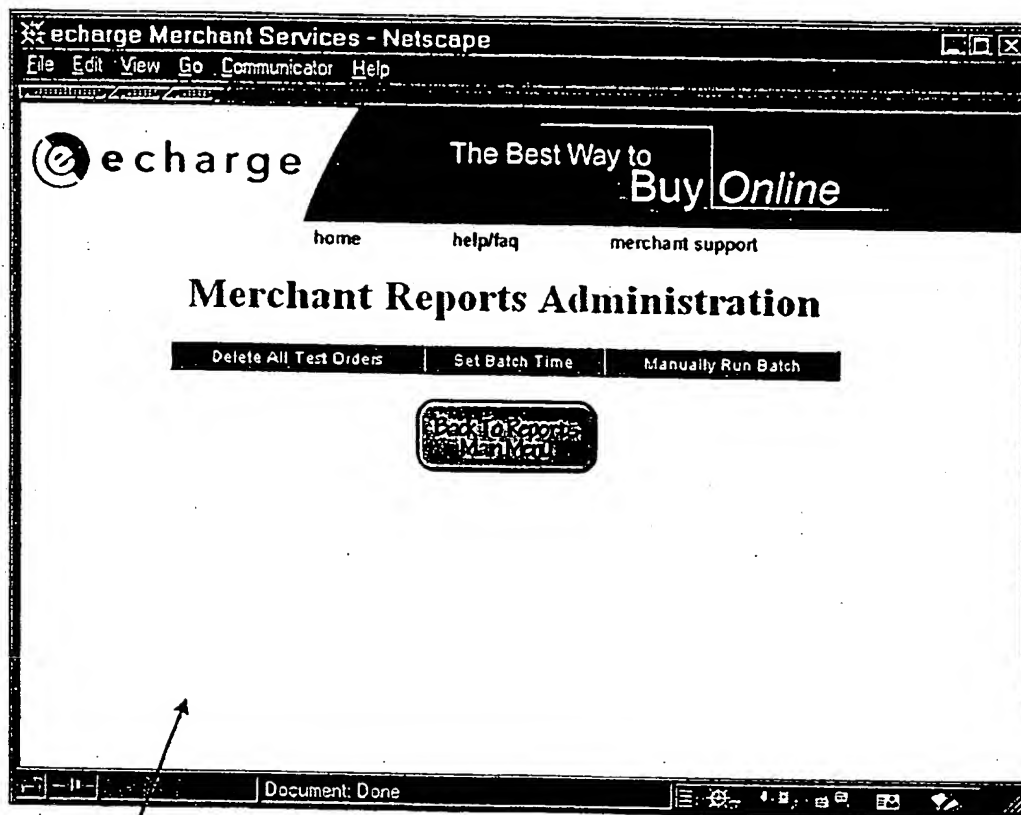 echarge Merchant Services - Netscape
File Edit View Go Communicator Help
e echarge
The Best Way to
Buy Online
home help/faq merchant support
Merchant Reports Administration
Delete All Test Orders Set Batch Time Manually Run Batch
Back To Reports
Main Menu
Document: Done